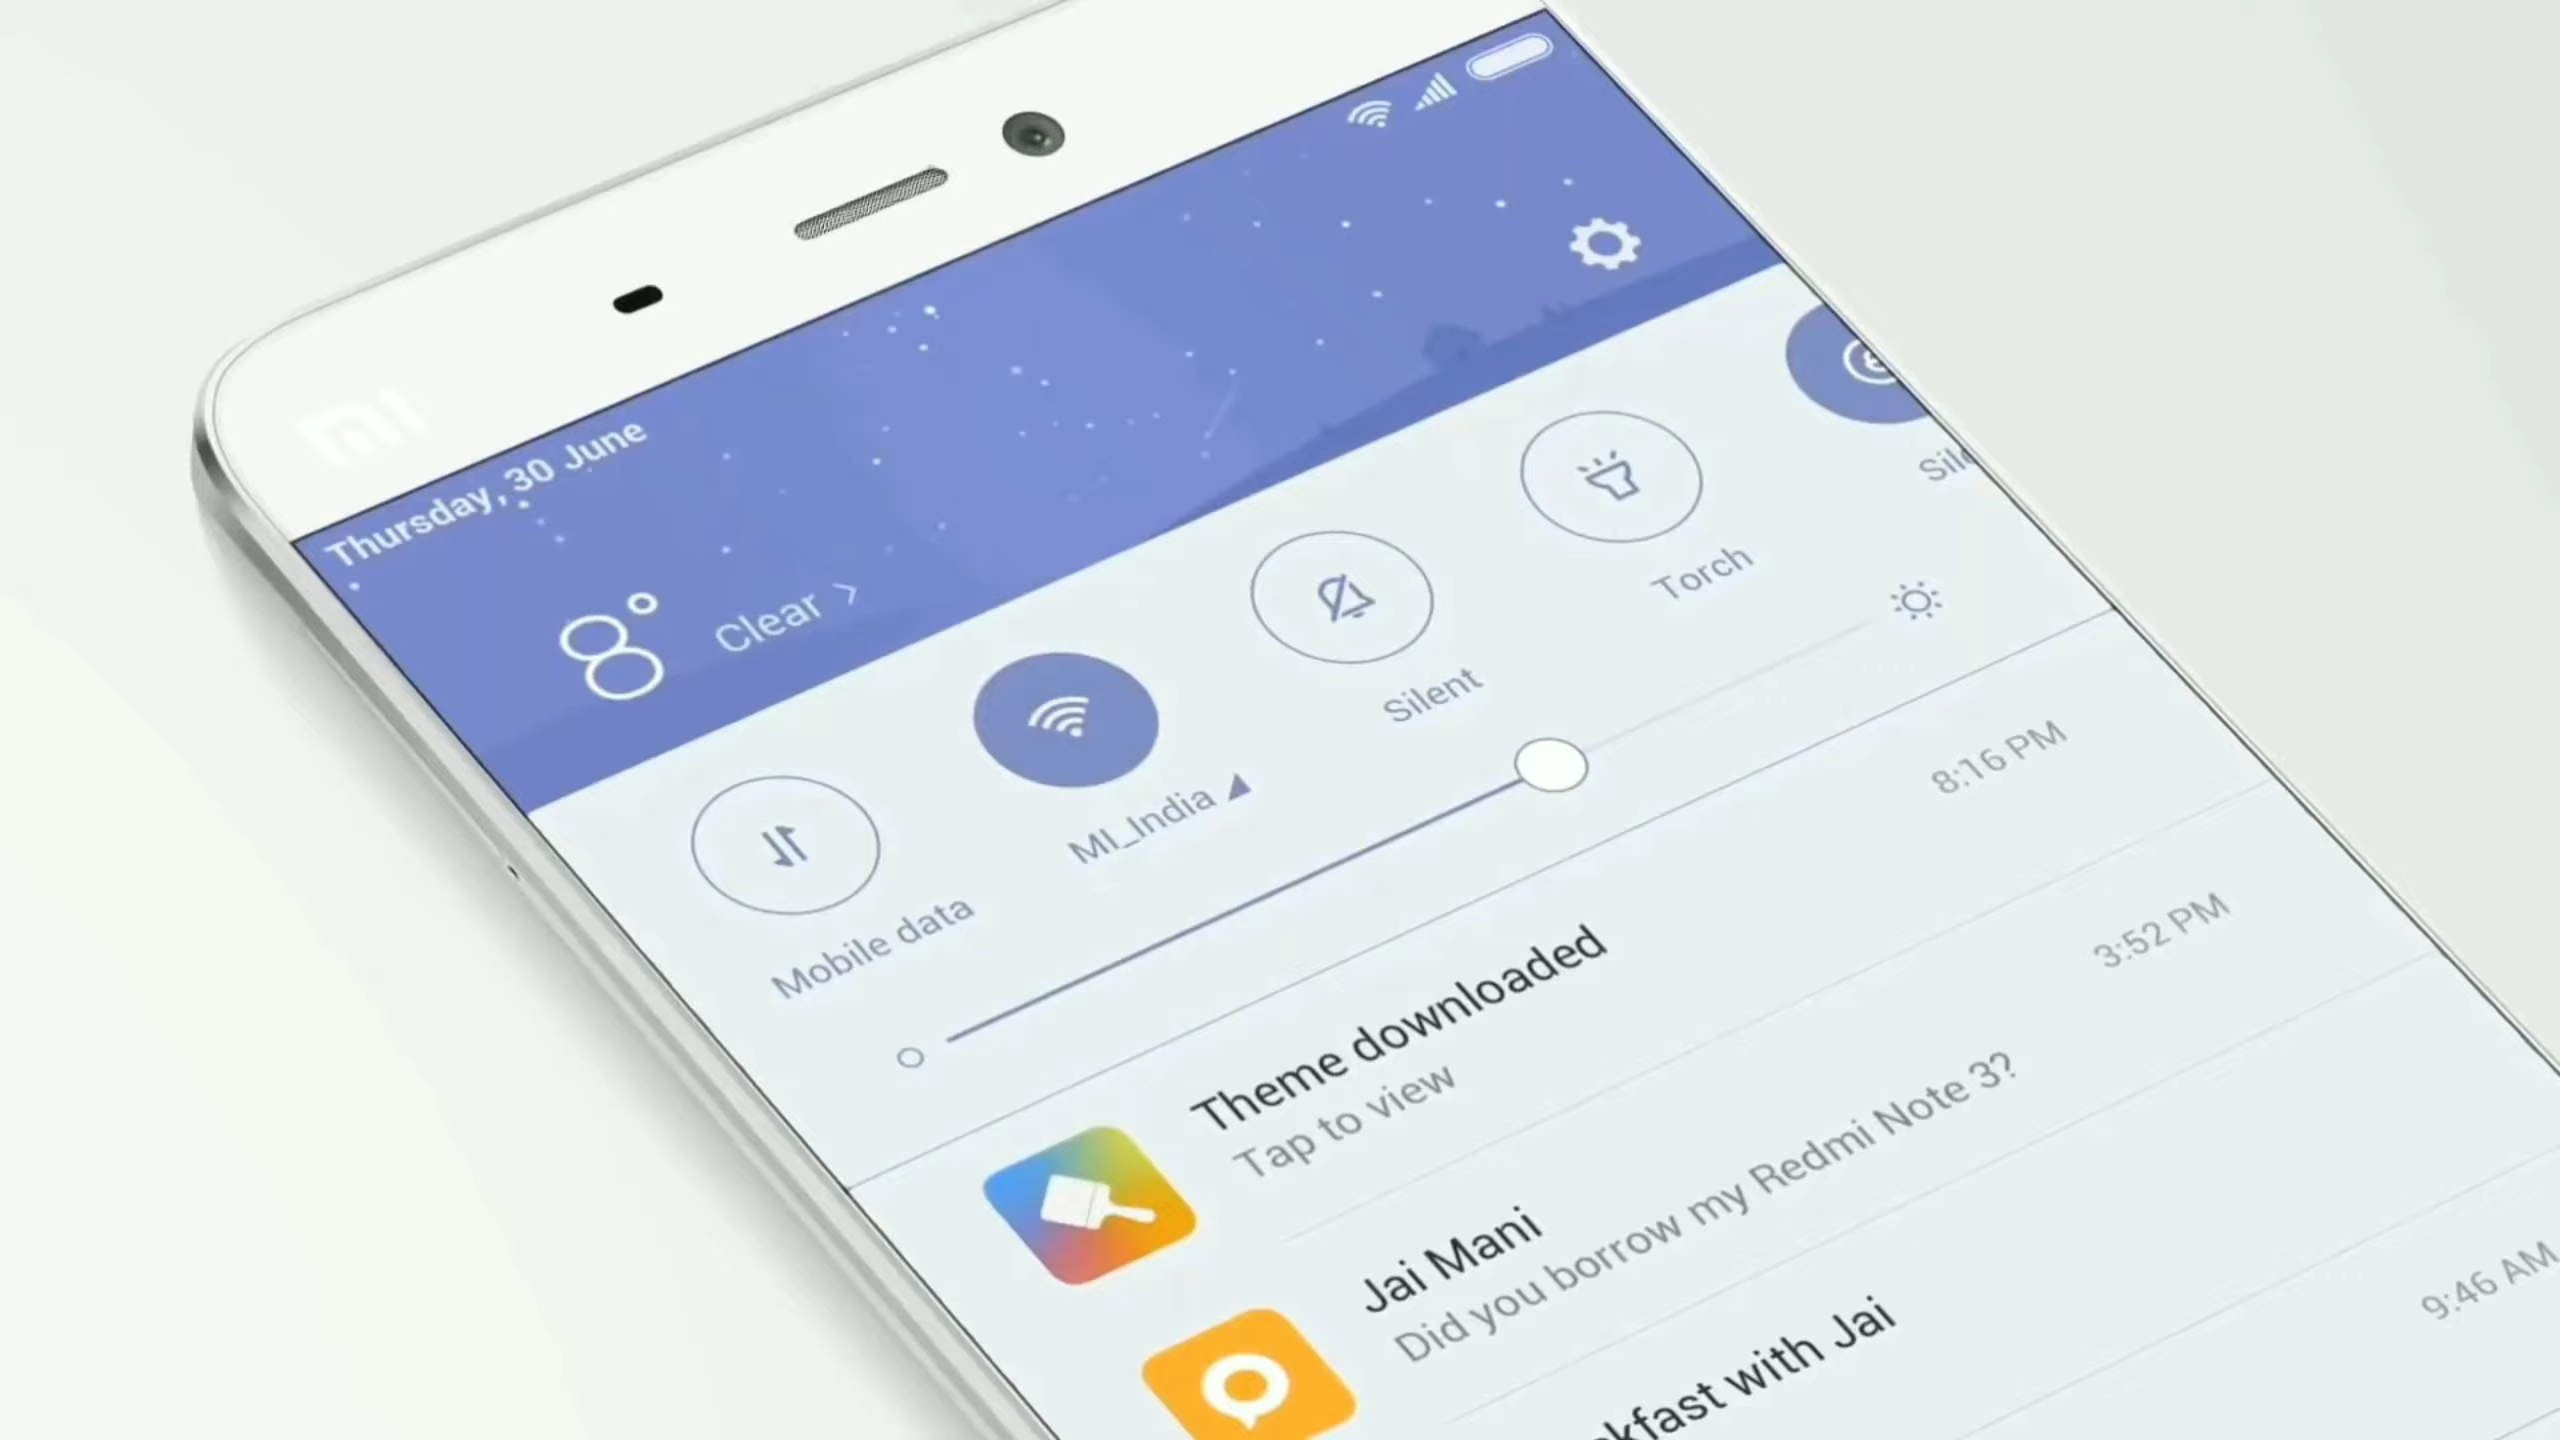 mi
Thursday, 30 June
8°
Clear >
Mobile data
MI_India
Silent
Torch
Theme downloaded
8:16 PM
Tap to view
Jai Mani
3:52 PM
Did you borrow my Redmi Note 3?
with Jai
9:46 AM